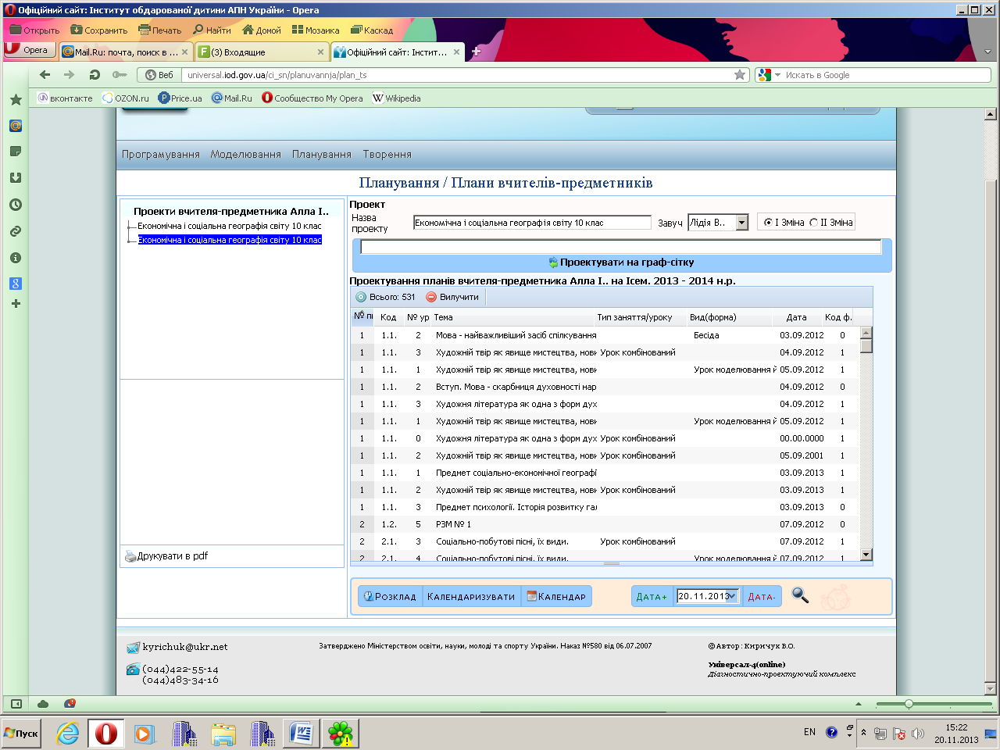 Офіційний сайт: Інститут обдарованої дитини АПН України - Opera
Открыть Сохранить Печать Найти Домой Мозаика Каскад
Opera Mail.Ru: почта, поиск в ... (3) Входящие Офіційний сайт: Інстит...
Веб universal.iod.gov.ua/ci_sn/planuvannja/plan_ts Искать в Google
вконтакте OZON.ru Price.ua Mail.Ru Сообщество My Opera Wikipedia
Програмування Моделювання Планування Творення
Планування / Плани вчителів-предметників
Проекти вчителя-предметника Алла І..
Економічна і соціальна географія світу 10 клас
Економічна і соціальна географія світу 10 клас
Друкувати в pdf
Проект
Назва проекту Економічна і соціальна географія світу 10 клас Завуч Лідія В.. I Зміна II Зміна
Проектувати на граф-сітку
Проектування планів вчителя-предметника Алла І.. на Iсем. 2013 - 2014 н.р.
Всього: 531 Вилучити
№ Код № ур Тема Тип заняття/уроку Вид(форма) Дата Код ф.
1 1.1. 2 Мова - найважливіший засіб спілкування Бесіда 03.09.2012 0
1 1.1. 3 Художній твір як явище мистецтва, нови Урок комбінований 04.09.2012 1
1 1.1. 1 Художній твір як явище мистецтва, нови Урок моделювання й 05.09.2012 1
1 1.1. 2 Вступ. Мова - скарбниця духовності нар 04.09.2012 0
1 1.1. 3 Художня література як одна з форм дух 04.09.2012 1
1 1.1. 1 Художній твір як явище мистецтва, нови Урок моделювання й 05.09.2012 1
1 1.1. 0 Художня література як одна з форм дух Урок комбінований 00.00.0000 1
1 1.1. 2 Художній твір як явище мистецтва, нови Урок комбінований 05.09.2001 1
1 1.1. 1 Предмет соціально-економічної географі 03.09.2013 1
1 1.1. 2 Художній твір як явище мистецтва, нови Урок комбінований 03.09.2013 1
1 1.1. 3 Предмет психології. Історія розвитку гал 03.09.2013 0
2 1.2. 5 РЗМ № 1 07.09.2012 0
2 2.1. 3 Соціально-побутові пісні, їх види. Урок комбінований 07.09.2012 1
2 2.1. 4 Соціально-побутові пісні, їх види. Урок моделювання й 07.09.2012 1
Розклад Календаризувати Календар Дата+ 20.11.2013 Дата-
kyrichuk@ukr.net
(044)422-55-14
(044)483-34-16
Затверджено Міністерством освіти, науки, молоді та спорту України. Наказ №580 від 06.07.2007
© Автор: Киричук В.О.
Універсал-4(online)
Діагностично-проектуючий комплекс
Пуск EN 15:22
20.11.2013